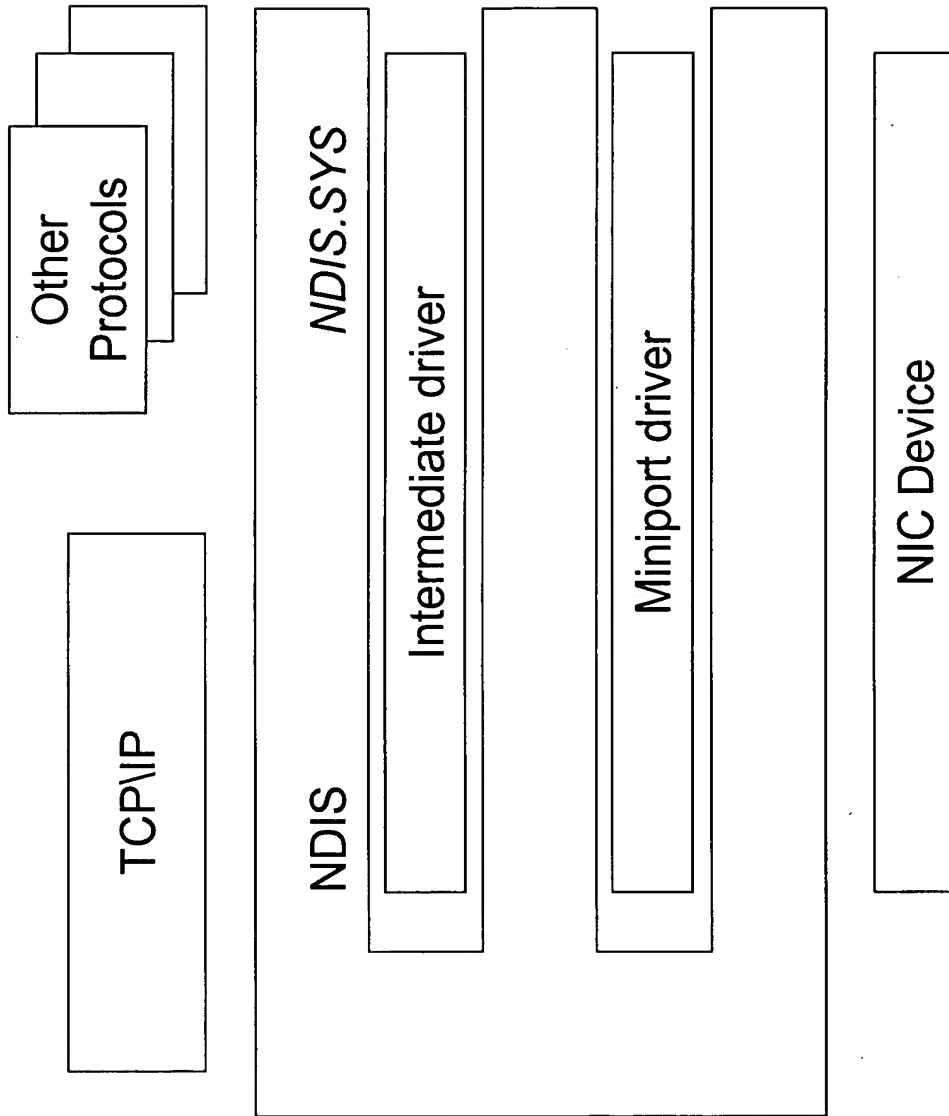 TCP\IP
Other
Protocols
NDIS
NDIS.SYS
Intermediate driver
Miniport driver
NIC Device